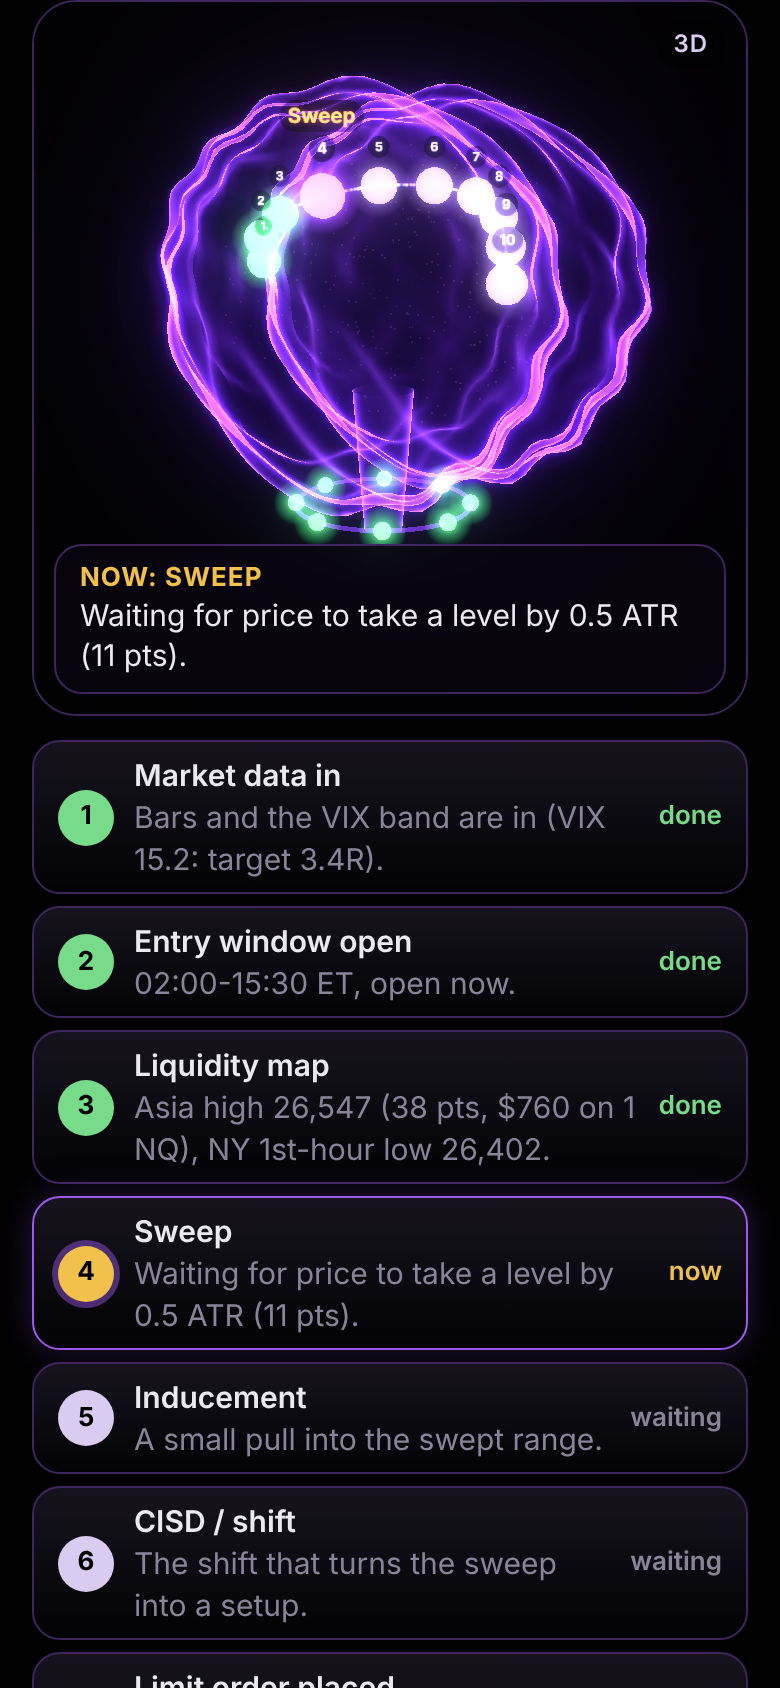 3D
Sweep
4
5
6
7
3
8
2
9
1
10
NOW: SWEEP
Waiting for price to take a level by 0.5 ATR
(11 pts).
Market data in
1
Bars and the VIX band are in (VIX
15.2: target 3.4R).
done
Entry window open
2
02:00-15:30 ET, open now.
done
Liquidity map
3
Asia high 26,547 (38 pts, $760 on 1
NQ), NY 1st-hour low 26,402.
done
Sweep
4
Waiting for price to take a level by
0.5 ATR (11 pts).
now
Inducement
5
A small pull into the swept range.
waiting
CISD / shift
6
The shift that turns the sweep
into a setup.
waiting
Limit order placed